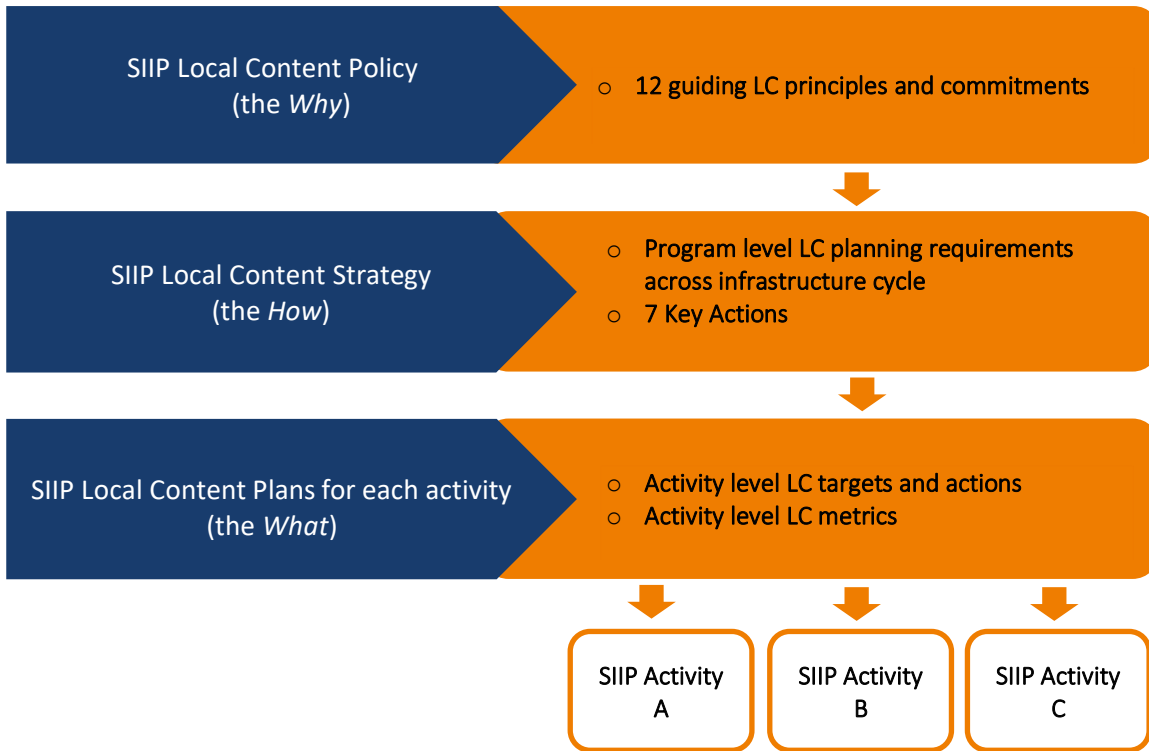 SIIP Local Content Policy
(the Why)
○ 12 guiding LC principles and commitments
SIIP Local Content Strategy
(the How)
○ Program level LC planning requirements
across infrastructure cycle
○ 7 Key Actions
SIIP Local Content Plans for each activity
(the What)
○ Activity level LC targets and actions
○ Activity level LC metrics
SIIP Activity
A
SIIP Activity
B
SIIP Activity
C